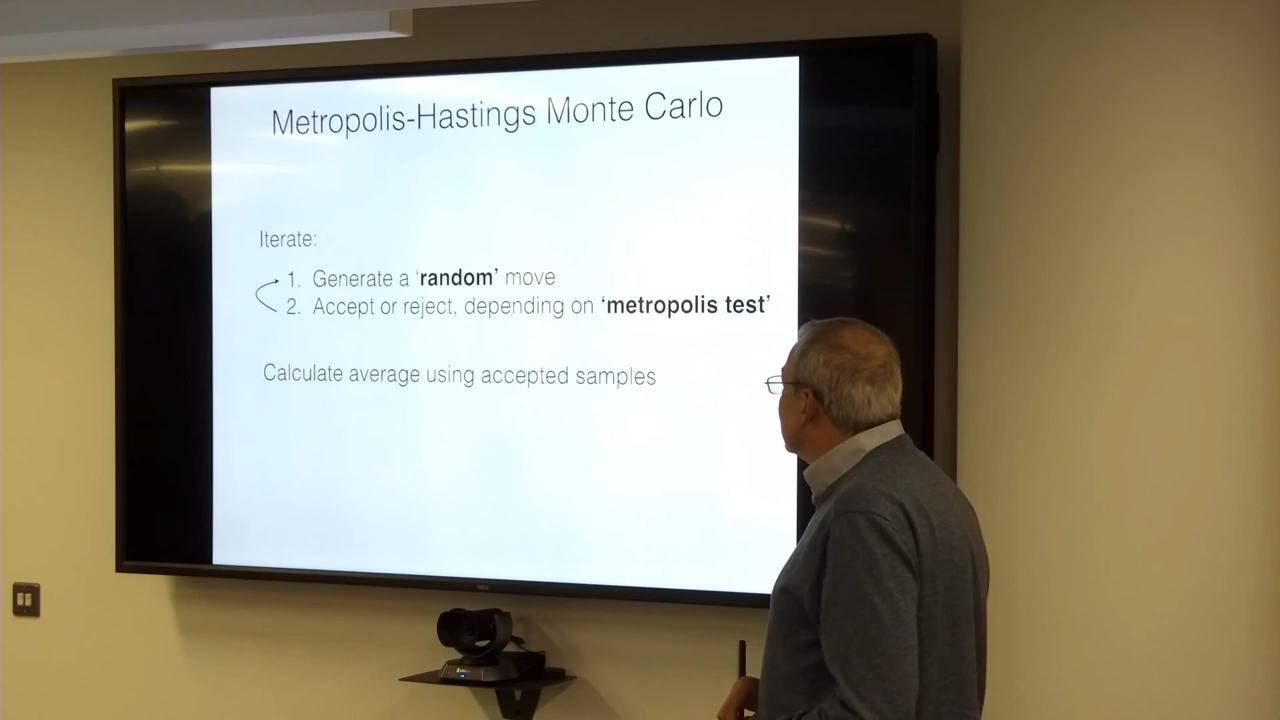 Metropolis-Hastings Monte Carlo
Iterate:
1. Generate a ‘random’ move
2. Accept or reject, depending on ‘metropolis test’
Calculate average using accepted samples